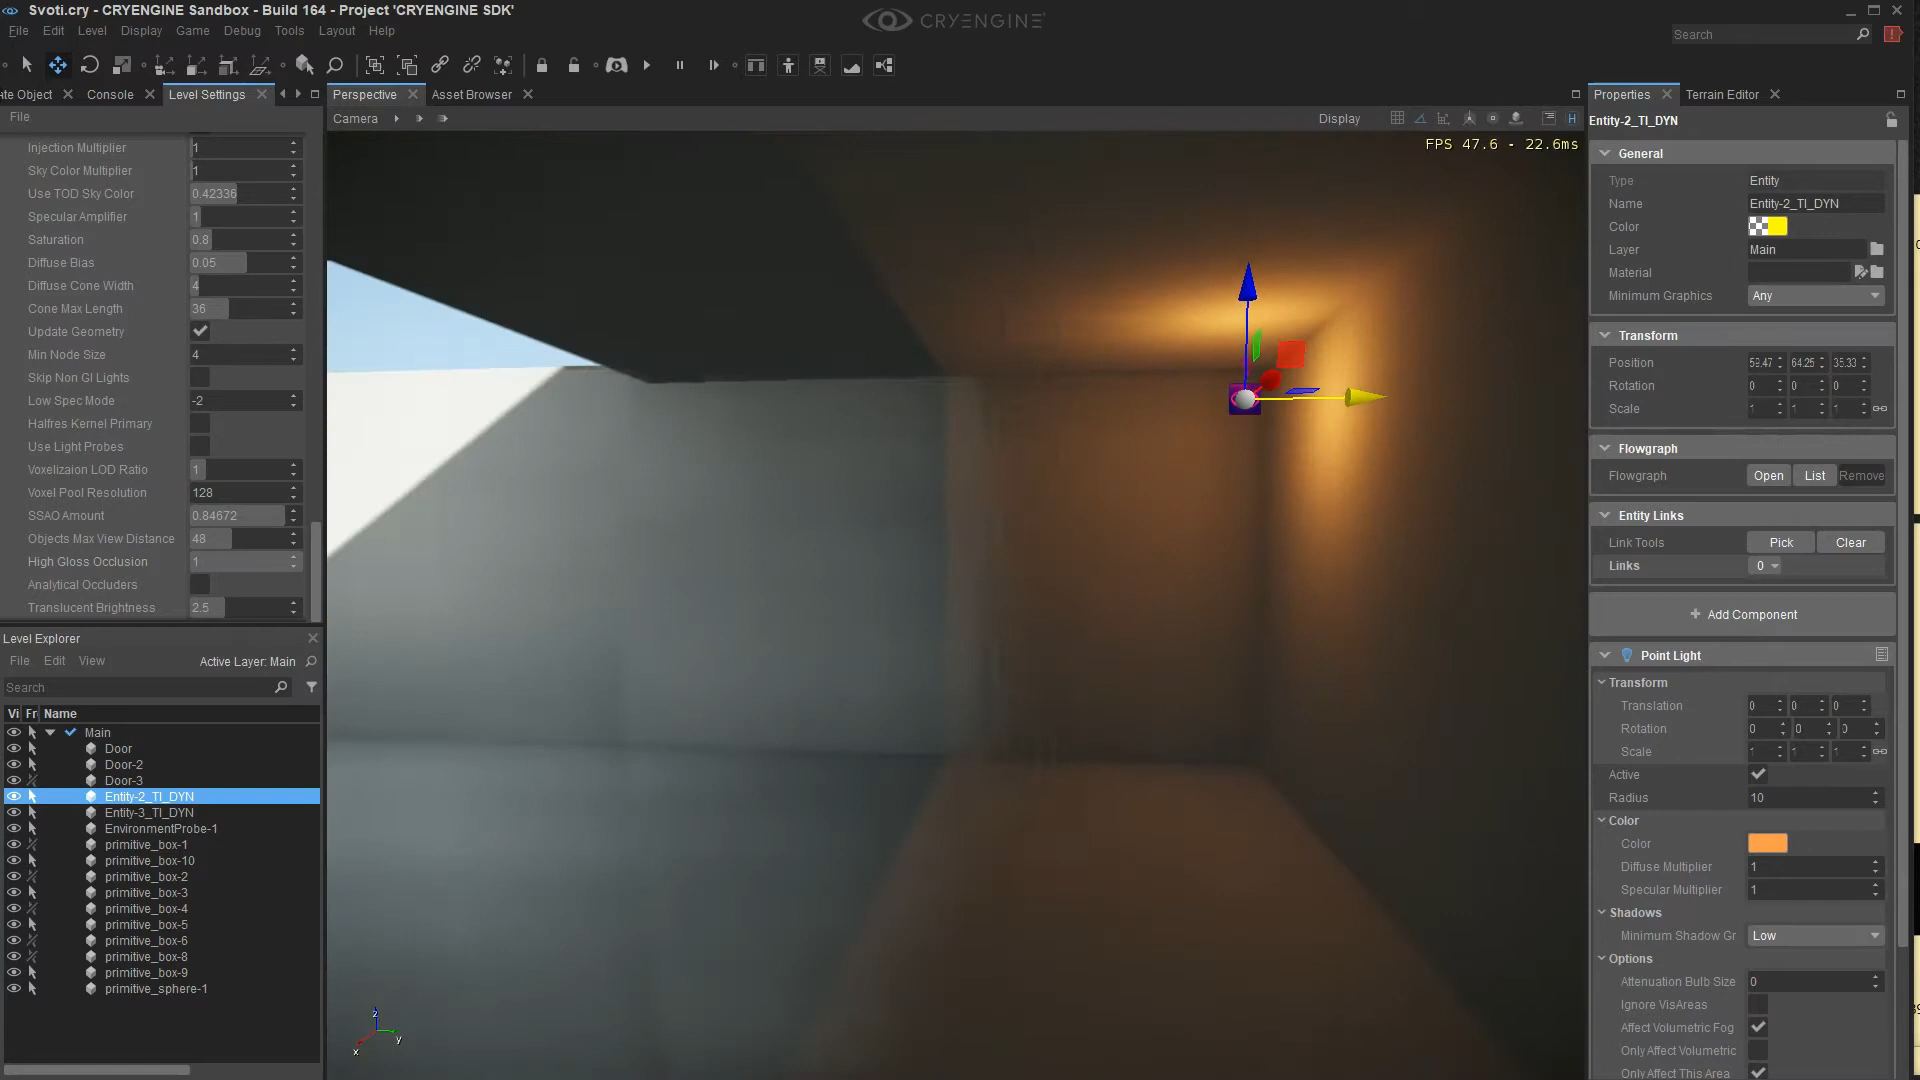 Svoti.cry - CRYENGINE Sandbox - Build 164 - Project 'CRYENGINE SDK'
CRYENGINE
File Edit Level Display Game Debug Tools Layout Help
Search
ate Object Console Level Settings
Perspective Asset Browser
Properties Terrain Editor
File
Camera
Display
H
FPS 47.6 - 22.6ms
Injection Multiplier 1
Sky Color Multiplier 1
Use TOD Sky Color 0.42336
Specular Amplifier 1
Saturation 0.8
Diffuse Bias 0.05
Diffuse Cone Width 4
Cone Max Length 36
Update Geometry
Min Node Size 4
Skip Non GI Lights
Low Spec Mode -2
Halfres Kernel Primary
Use Light Probes
Voxelizaion LOD Ratio 1
Voxel Pool Resolution 128
SSAO Amount 0.84672
Objects Max View Distance 48
High Gloss Occlusion 1
Analytical Occluders
Translucent Brightness 2.5
Level Explorer
File Edit View Active Layer: Main
Search
Vi Fr Name
Main
Door
Door-2
Door-3
Entity-2_TI_DYN
Entity-3_TI_DYN
EnvironmentProbe-1
primitive_box-1
primitive_box-10
primitive_box-2
primitive_box-3
primitive_box-4
primitive_box-5
primitive_box-6
primitive_box-8
primitive_box-9
primitive_sphere-1
z
y
x
Entity-2_TI_DYN
General
Type Entity
Name Entity-2_TI_DYN
Color
Layer Main
Material
Minimum Graphics Any
Transform
Position 59.47 64.25 35.33
Rotation 0 0 0
Scale 1 1 1
Flowgraph
Flowgraph Open List Remove
Entity Links
Link Tools Pick Clear
Links 0
+ Add Component
Point Light
Transform
Translation 0 0 0
Rotation 0 0 0
Scale 1 1 1
Active
Radius 10
Color
Color
Diffuse Multiplier 1
Specular Multiplier 1
Shadows
Minimum Shadow Gr Low
Options
Attenuation Bulb Size 0
Ignore VisAreas
Affect Volumetric Fog
Only Affect Volumetric
Only Affect This Area